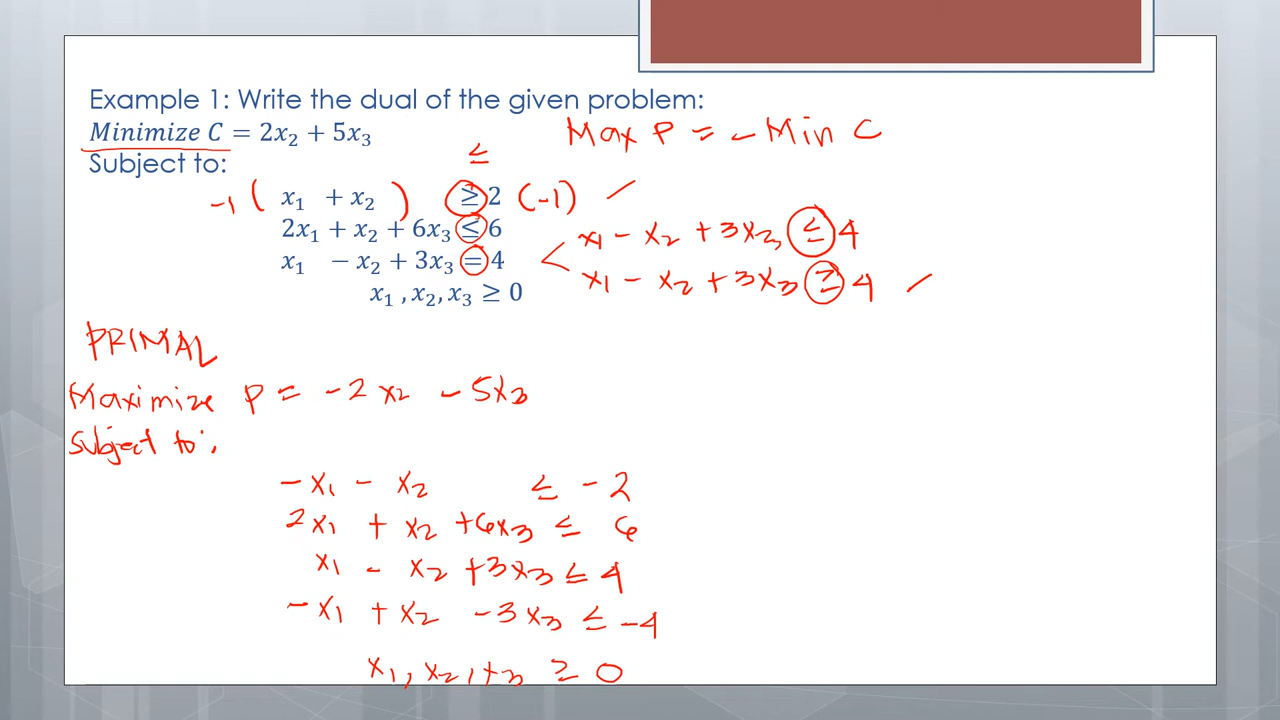 Example 1: Write the dual of the given problem:
Minimize C = 2x₂ + 5x₃
Max P = - Min C
Subject to:
≤
-1 ( x₁ + x₂ ) ≥ 2 (-1)
2x₁ + x₂ + 6x₃ ≤ 6
x₁ - x₂ + 3x₃ ≤ 4
x₁ - x₂ + 3x₃ = 4
x₁ - x₂ + 3x₃ ≥ 4
x₁, x₂, x₃ ≥ 0
PRIMAL
Maximize P = -2x₂ - 5x₃
Subject to:
-x₁ - x₂ ≤ -2
2x₁ + x₂ + 6x₃ ≤ 6
x₁ - x₂ + 3x₃ ≤ 4
-x₁ + x₂ - 3x₃ ≤ -4
x₁, x₂, x₃ ≥ 0